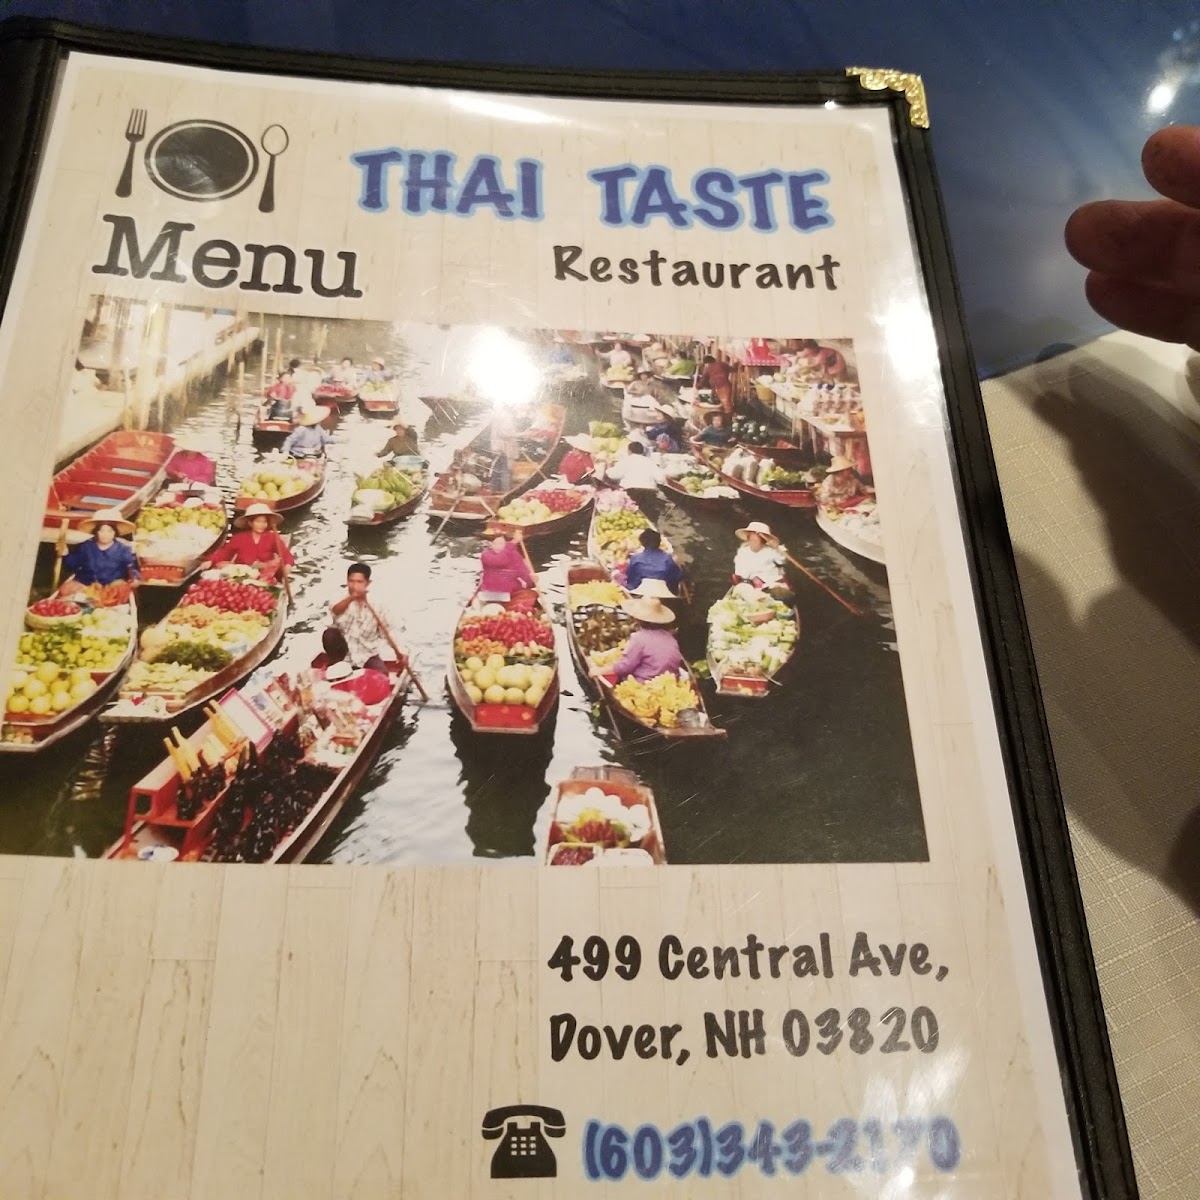 THAI TASTE
Menu
Restaurant
499 Central Ave,
Dover, NH 03820